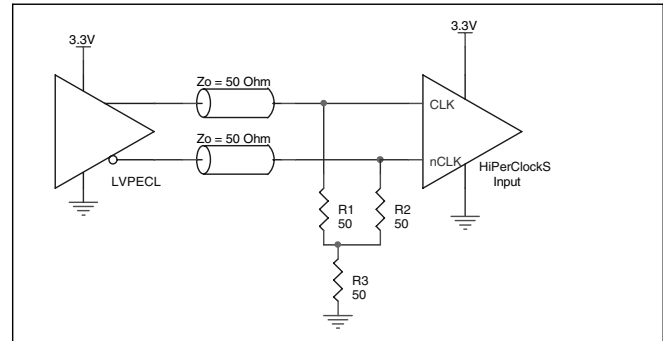 3.3V
3.3V
Zo = 50 Ohm
CLK
Zo = 50 Ohm
nCLK
LVPECL
HiPerClockS
Input
R1
50
R2
50
R3
50